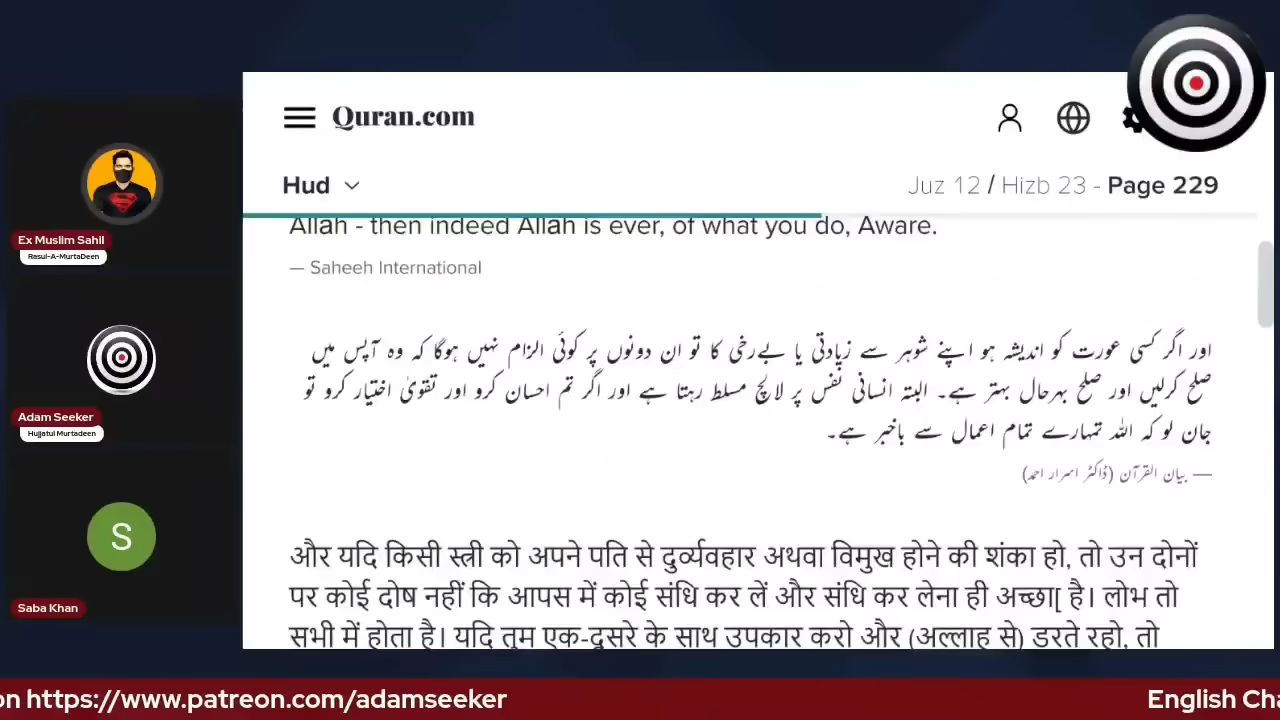 Quran.com
Hud
Juz 12 / Hizb 23 - Page 229
Allah - then indeed Allah is ever, of what you do, Aware.
— Saheeh International
اور اگر کسی عورت کو اندیشہ ہو اپنے شوہر سے زیادتی یا بےرخی کا تو ان دونوں پر کوئی الزام نہیں ہوگا کہ وہ آپس میں
صلح کرلیں اور صلح بہرحال بہتر ہے۔ البتہ انسانی نفس پر لالچ مسلط رہتا ہے اور اگر تم احسان کرو اور تقویٰ اختیار کرو تو
جان لو کہ اللہ تمہارے تمام اعمال سے باخبر ہے۔
— بیان القرآن (ڈاکٹر اسرار احمد)
और यदि किसी स्त्री को अपने पति से दुर्व्यवहार अथवा विमुख होने की शंका हो, तो उन दोनों
पर कोई दोष नहीं कि आपस में कोई संधि कर लें और संधि कर लेना ही अच्छा[ है। लोभ तो
सभी में होता है। यदि तुम एक-दूसरे के साथ उपकार करो और (अल्लाह से) डरते रहो, तो
Ex Muslim Sahil
Rasul-A-MurtaDeen
Adam Seeker
Hujjatul Murtadeen
S
Saba Khan
on https://www.patreon.com/adamseeker
English Cha